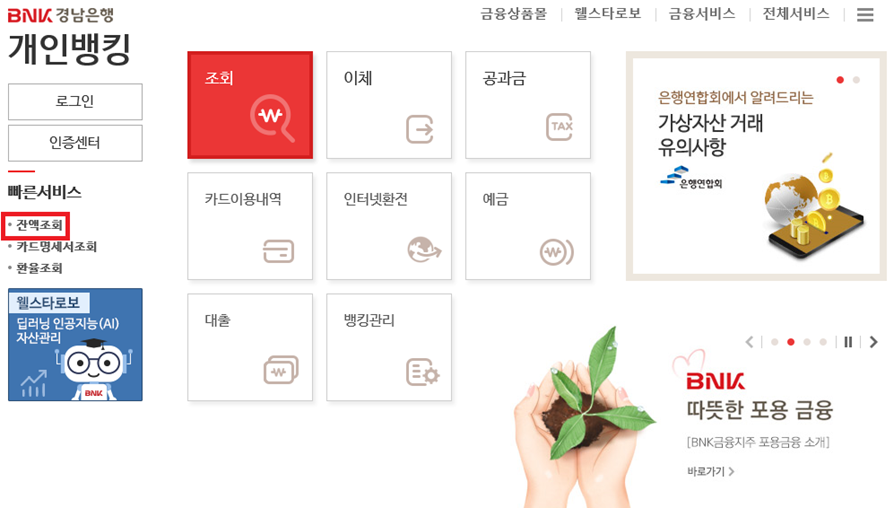 BNK 경남은행
금융상품몰 웰스타로보 금융서비스 전체서비스
개인뱅킹
로그인
인증센터
빠른서비스
잔액조회
카드명세서조회
환율조회
웰스타로보
딥러닝 인공지능(AI)
자산관리
BNK
조회
이체
공과금
TAX
카드이용내역
인터넷환전
예금
대출
뱅킹관리
은행연합회에서 알려드리는
가상자산 거래
유의사항
은행연합회
BNK
따뜻한 포용 금융
[BNK금융지주 포용금융 소개]
바로가기